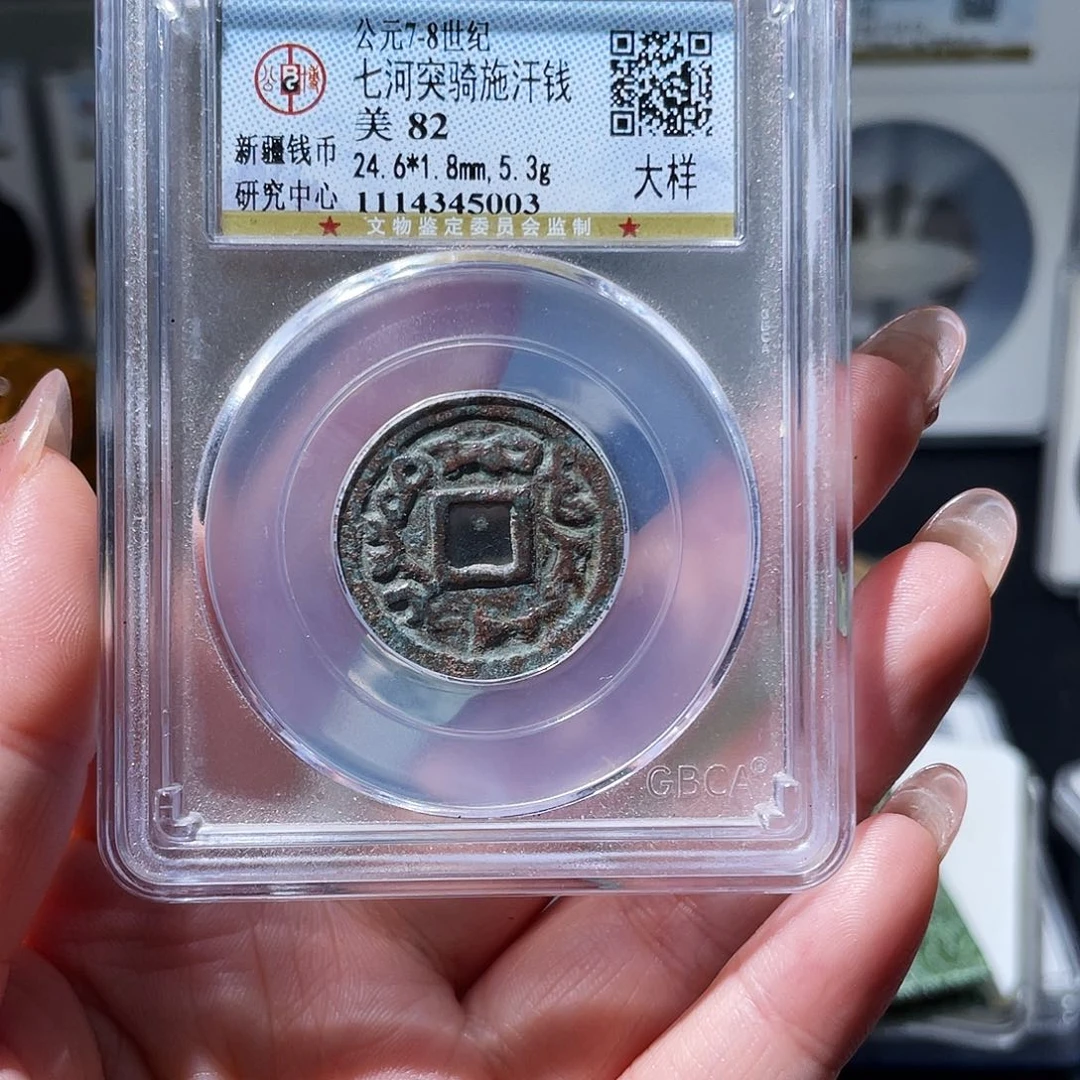 公元7-8世纪
七河突骑施汗钱
美 82
新疆钱币
研究中心
24.6*1.8mm,5.3g
1114345003
大样
文物鉴定委员会监制
GBCA